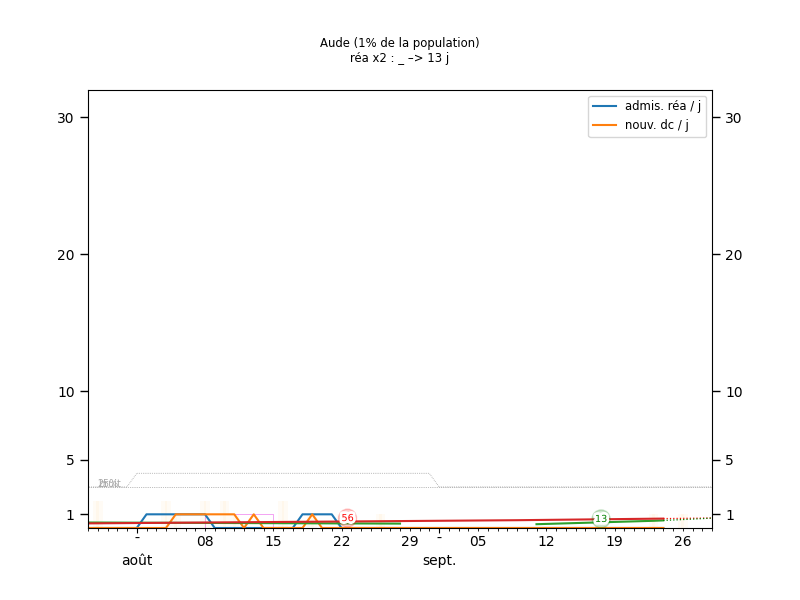 Aude (1% de la population)
réa x2 : _ –> 13 j
admis. réa / j
nouv. dc / j
30 30
20 20
10 10
5 5
1 1
56
13
- 08 15 22 29 - 05 12 19 26
août sept.